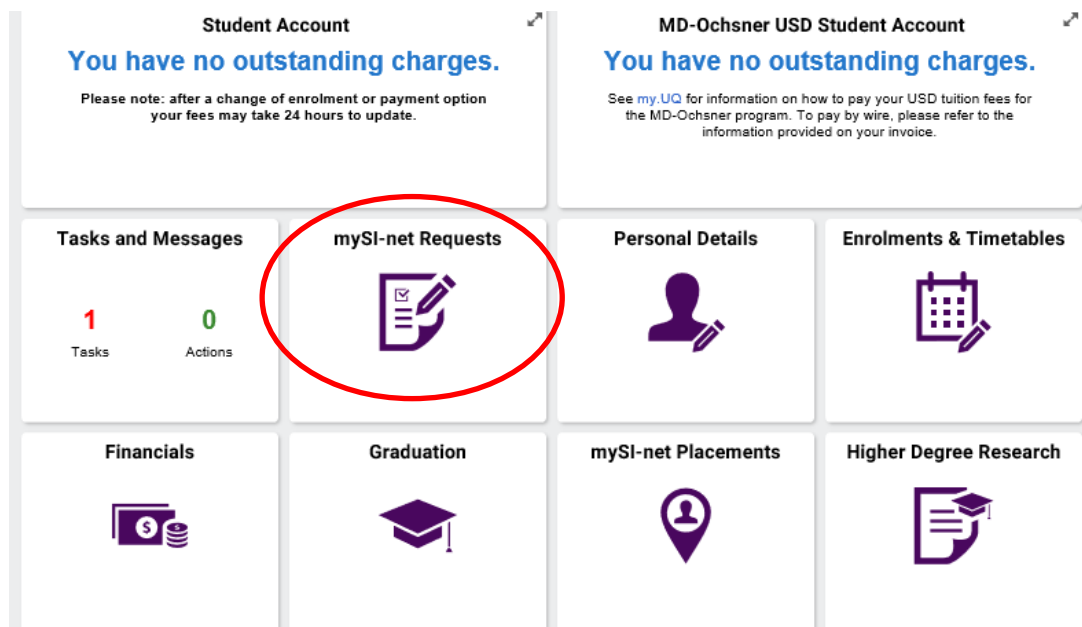 Student Account
You have no outstanding charges.
Please note: after a change of enrolment or payment option
your fees may take 24 hours to update.
MD-Ochsner USD Student Account
You have no outstanding charges.
See my.UQ for information on how to pay your USD tuition fees for
the MD-Ochsner program. To pay by wire, please refer to the
information provided on your invoice.
Tasks and Messages
1
Tasks
0
Actions
mySI-net Requests
Personal Details
Enrolments & Timetables
Financials
Graduation
mySI-net Placements
Higher Degree Research